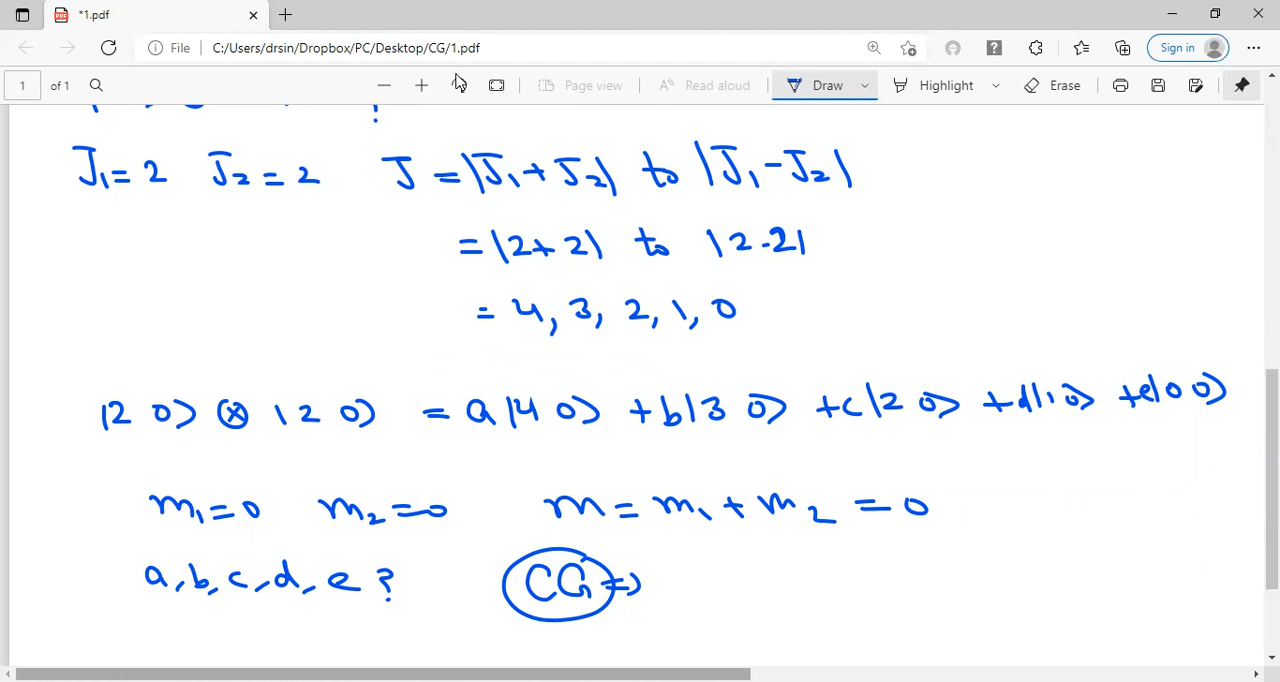 *1.pdf
File C:/Users/drsin/Dropbox/PC/Desktop/CG/1.pdf Sign in
1 of 1 Page view Read aloud Draw Highlight Erase
J₁ = 2 J₂ = 2 J = |J₁ + J₂| to |J₁ - J₂|
= |2+2| to |2-2|
= 4, 3, 2, 1, 0
|2 0⟩ ⊗ |2 0⟩ = a|4 0⟩ + b|3 0⟩ + c|2 0⟩ + d|1 0⟩ + e|0 0⟩
m₁ = 0 m₂ = 0 m = m₁ + m₂ = 0
a, b, c, d, e ? CG ⇒